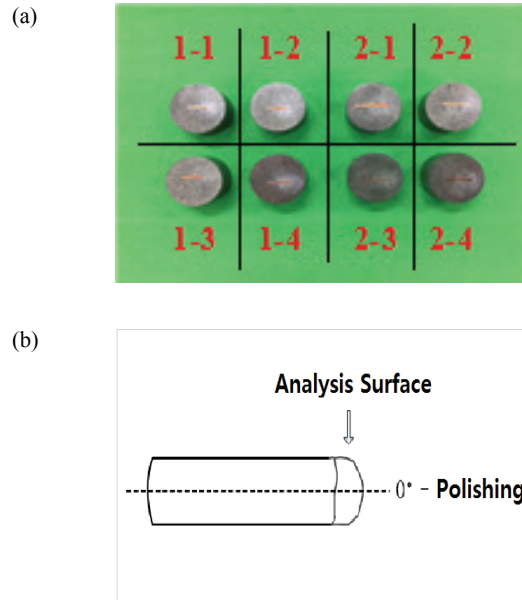 (a)
1-1 1-2 2-1 2-2
1-3 1-4 2-3 2-4
(b)
Analysis Surface
0° - Polishing